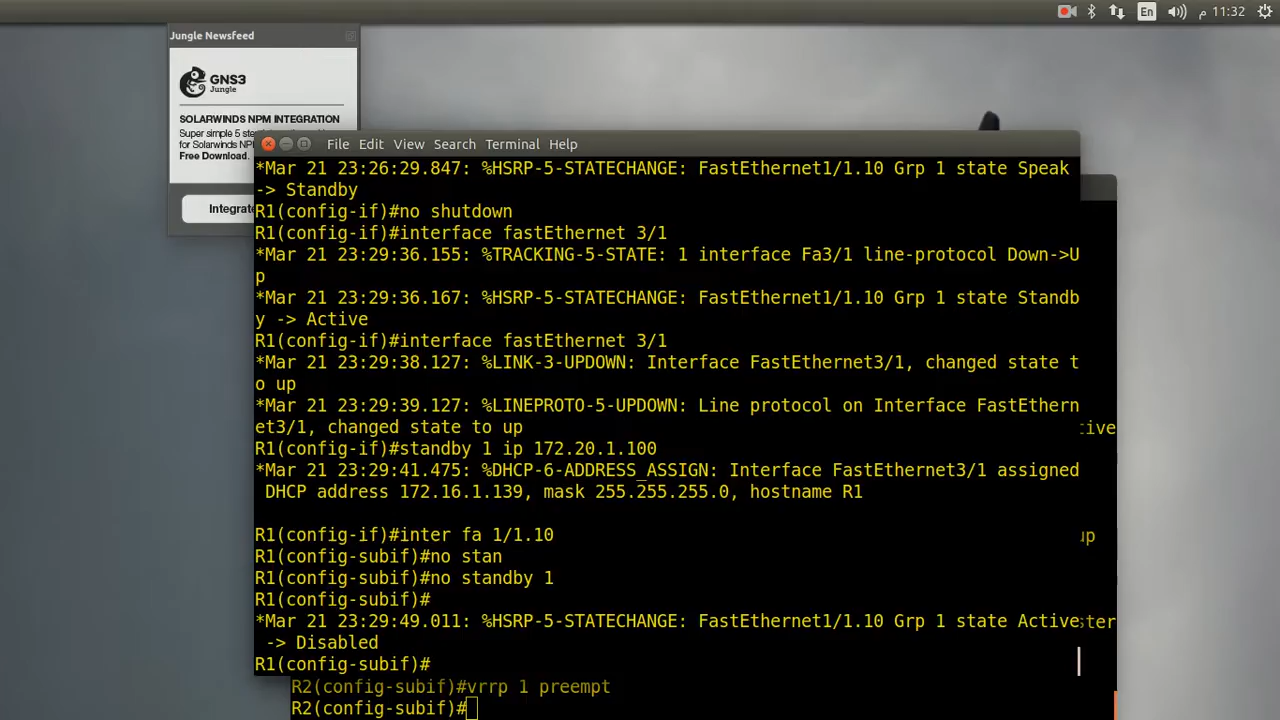 En م 11:32
Jungle Newsfeed
GNS3
Jungle
SOLARWINDS NPM INTEGRATION
Super simple 5 ste
for Solarwinds NP
Free Download.
Integrate
File Edit View Search Terminal Help
*Mar 21 23:26:29.847: %HSRP-5-STATECHANGE: FastEthernet1/1.10 Grp 1 state Speak
-> Standby
R1(config-if)#no shutdown
R1(config-if)#interface fastEthernet 3/1
*Mar 21 23:29:36.155: %TRACKING-5-STATE: 1 interface Fa3/1 line-protocol Down->U
p
*Mar 21 23:29:36.167: %HSRP-5-STATECHANGE: FastEthernet1/1.10 Grp 1 state Standb
y -> Active
R1(config-if)#interface fastEthernet 3/1
*Mar 21 23:29:38.127: %LINK-3-UPDOWN: Interface FastEthernet3/1, changed state t
o up
*Mar 21 23:29:39.127: %LINEPROTO-5-UPDOWN: Line protocol on Interface FastEthern
et3/1, changed state to up
tive
R1(config-if)#standby 1 ip 172.20.1.100
*Mar 21 23:29:41.475: %DHCP-6-ADDRESS_ASSIGN: Interface FastEthernet3/1 assigned
DHCP address 172.16.1.139, mask 255.255.255.0, hostname R1
R1(config-if)#inter fa 1/1.10
up
R1(config-subif)#no stan
R1(config-subif)#no standby 1
R1(config-subif)#
*Mar 21 23:29:49.011: %HSRP-5-STATECHANGE: FastEthernet1/1.10 Grp 1 state Active
ster
-> Disabled
R1(config-subif)#
R2(config-subif)#vrrp 1 preempt
R2(config-subif)#